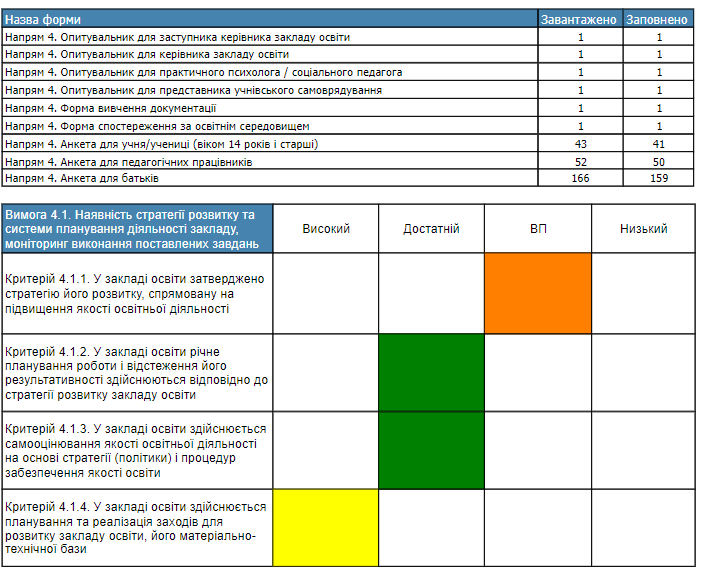 Назва форми Завантажено Заповнено
Напрям 4. Опитувальник для заступника керівника закладу освіти 1 1
Напрям 4. Опитувальник для керівника закладу освіти 1 1
Напрям 4. Опитувальник для практичного психолога / соціального педагога 1 1
Напрям 4. Опитувальник для представника учнівського самоврядування 1 1
Напрям 4. Форма вивчення документації 1 1
Напрям 4. Форма спостереження за освітнім середовищем 1 1
Напрям 4. Анкета для учня/учениці (віком 14 років і старші) 43 41
Напрям 4. Анкета для педагогічних працівників 52 50
Напрям 4. Анкета для батьків 166 159
Вимога 4.1. Наявність стратегії розвитку та
системи планування діяльності закладу, Високий Достатній ВП Низький
моніторинг виконання поставлених завдань
Критерій 4.1.1. У закладі освіти затверджено
стратегію його розвитку, спрямовану на
підвищення якості освітньої діяльності
Критерій 4.1.2. У закладі освіти річне
планування роботи і відстеження його
результативності здійснюються відповідно до
стратегії розвитку закладу освіти
Критерій 4.1.3. У закладі освіти здійснюється
самооцінювання якості освітньої діяльності
на основі стратегії (політики) і процедур
забезпечення якості освіти
Критерій 4.1.4. У закладі освіти здійснюється
планування та реалізація заходів для
розвитку закладу освіти, його матеріально-
технічної бази